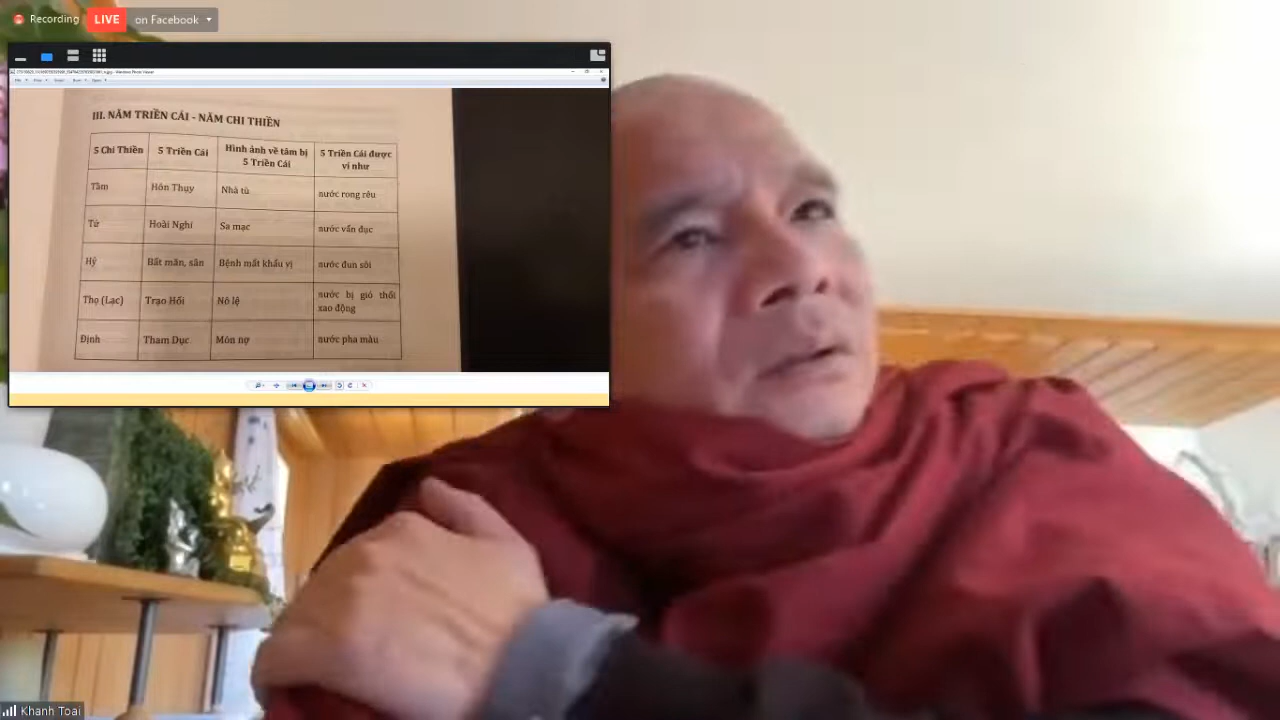 Recording LIVE on Facebook
III. NĂM TRIỀN CÁI - NĂM CHI THIỀN
5 Chi Thiền 5 Triền Cái Hình ảnh về tâm bị 5 Triền Cái được
5 Triền Cái ví như
Tầm Hôn Thụy Nhà tù nước rong rêu
Tứ Hoài Nghi Sa mạc nước vẩn đục
Hỷ Bất mãn, sân Bệnh mất khẩu vị nước đun sôi
Thọ (Lạc) Trạo Hối Nô lệ nước bị gió thổi
xao động
Định Tham Dục Món nợ nước pha màu
Khanh Toai